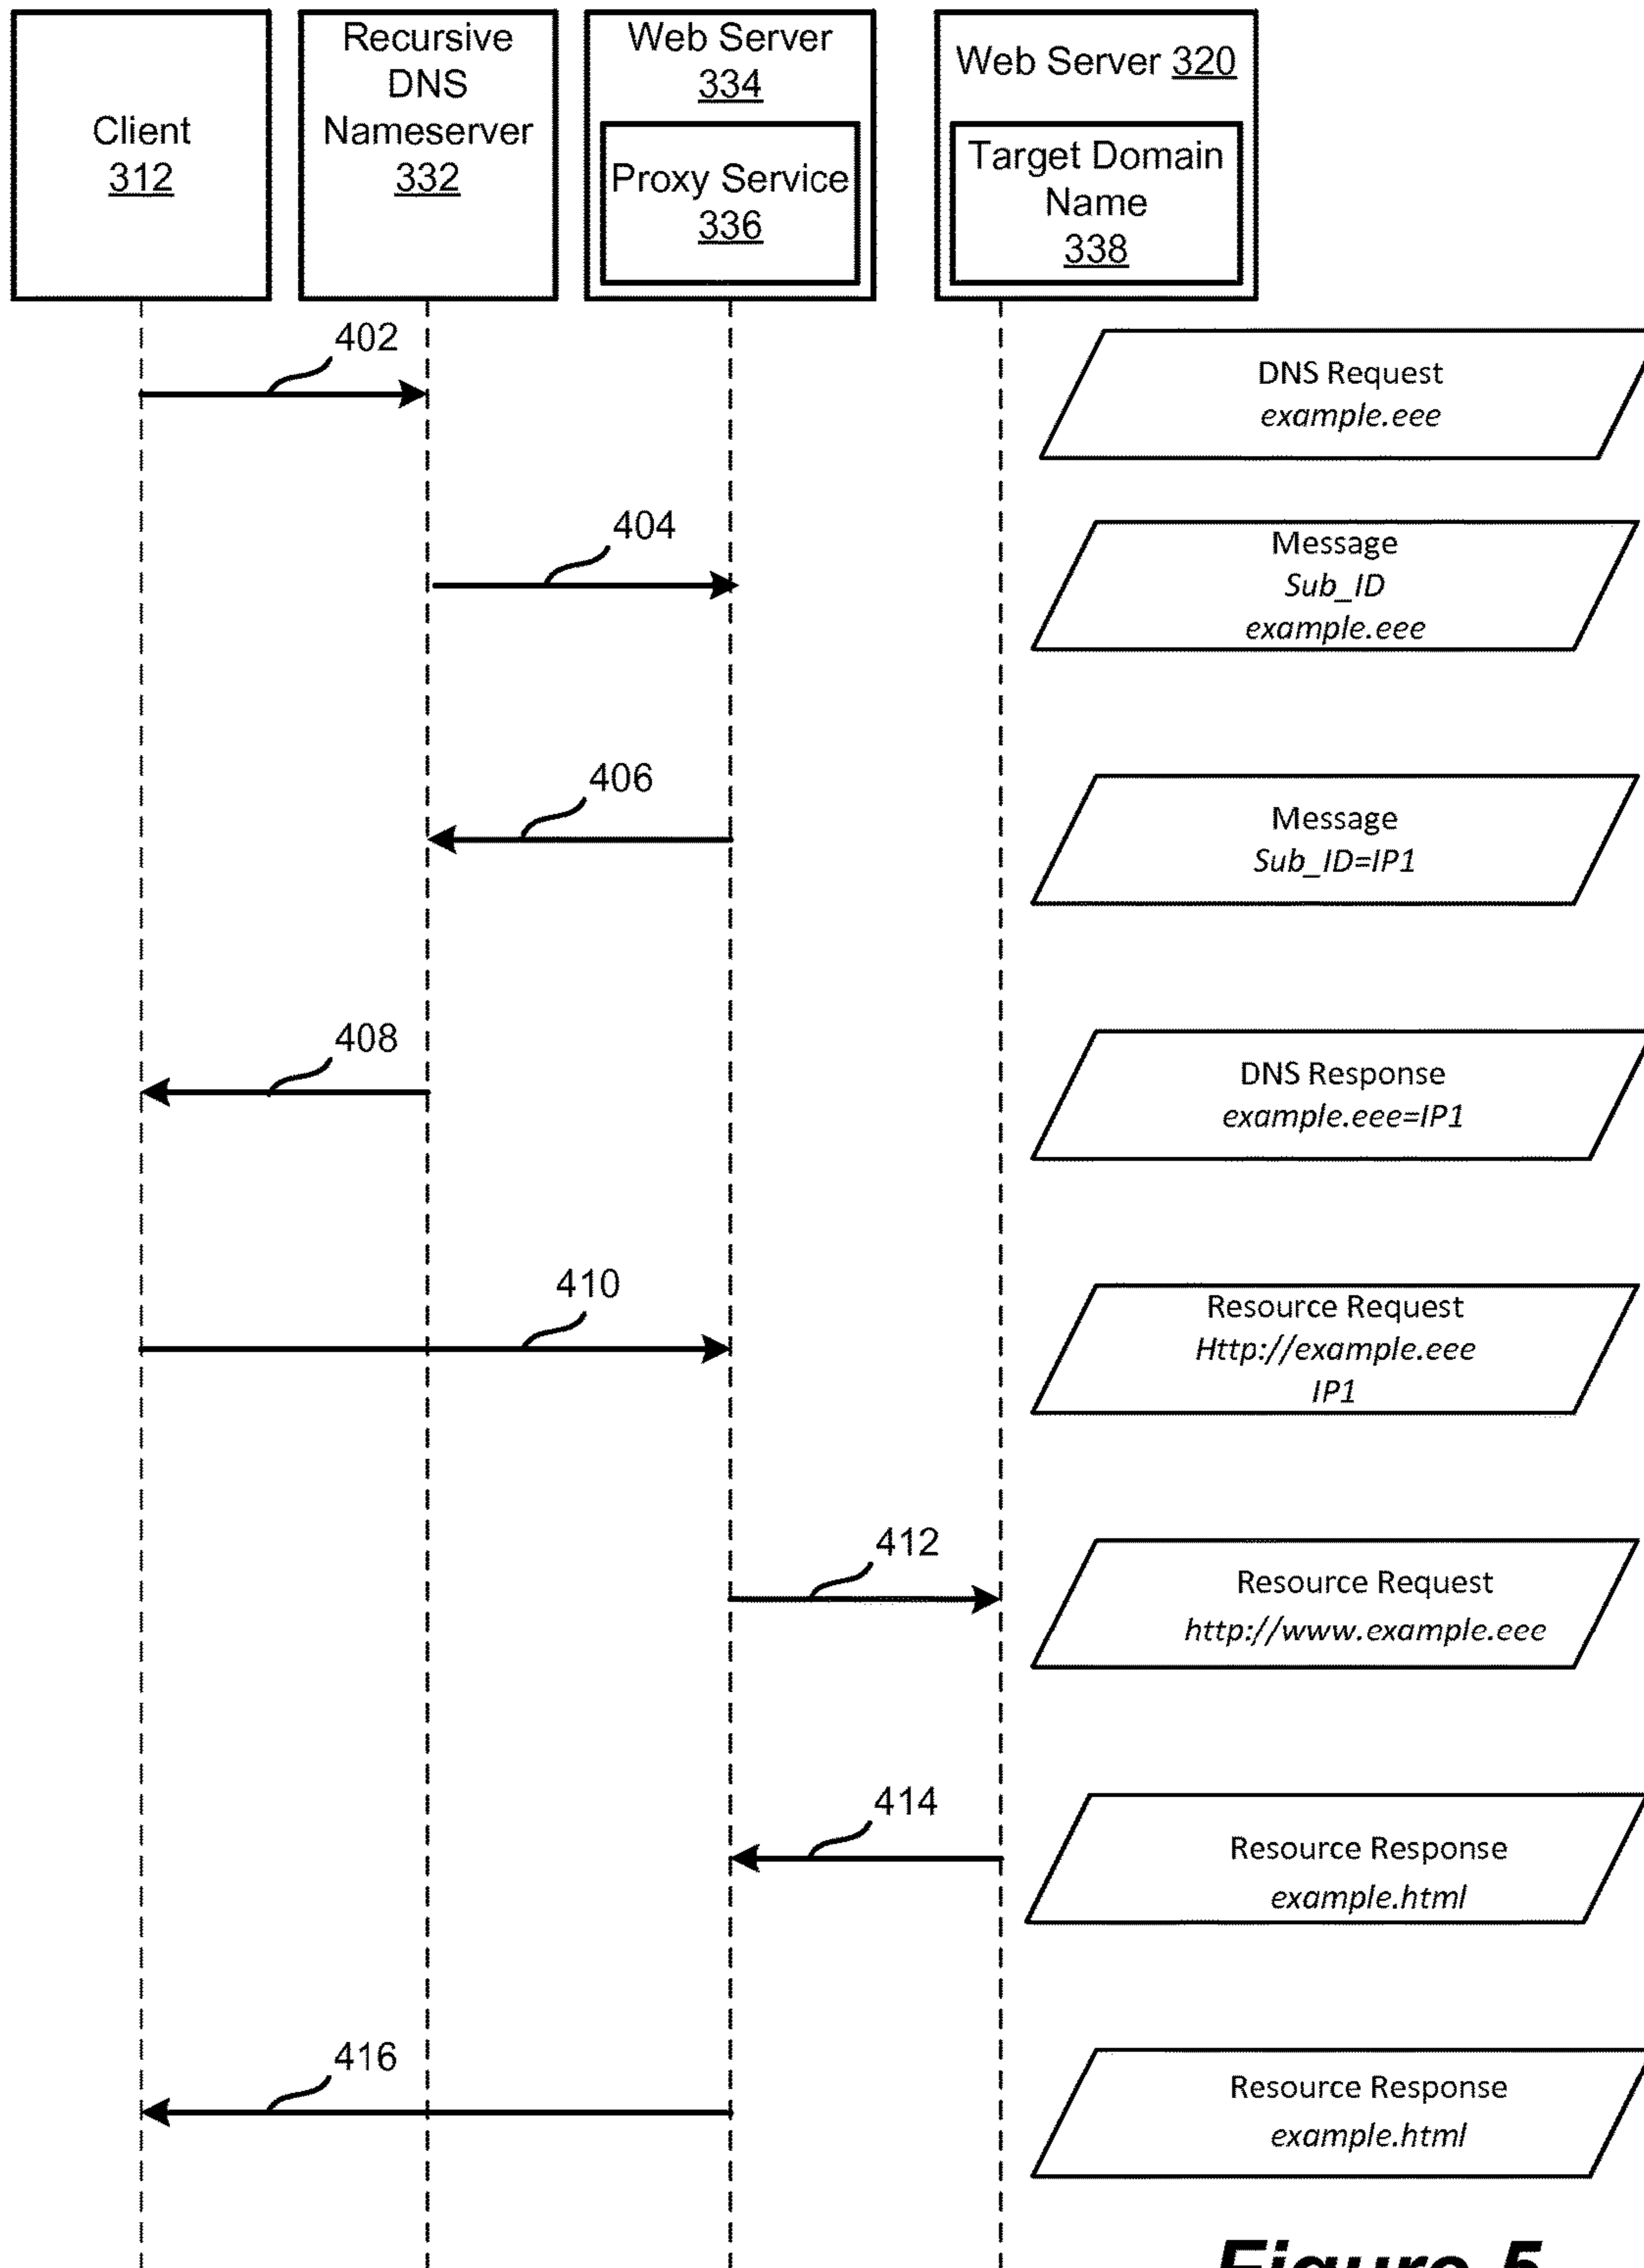 Client
312
Recursive
DNS
Nameserver
332
Web Server
334
Proxy Service
336
Web Server 320
Target Domain
Name
338
402
DNS Request
example.eee
404
Message
Sub_ID
example.eee
406
Message
Sub_ID=IP1
408
DNS Response
example.eee=IP1
410
Resource Request
Http://example.eee
IP1
412
Resource Request
http://www.example.eee
414
Resource Response
example.html
416
Resource Response
example.html
Figure 5